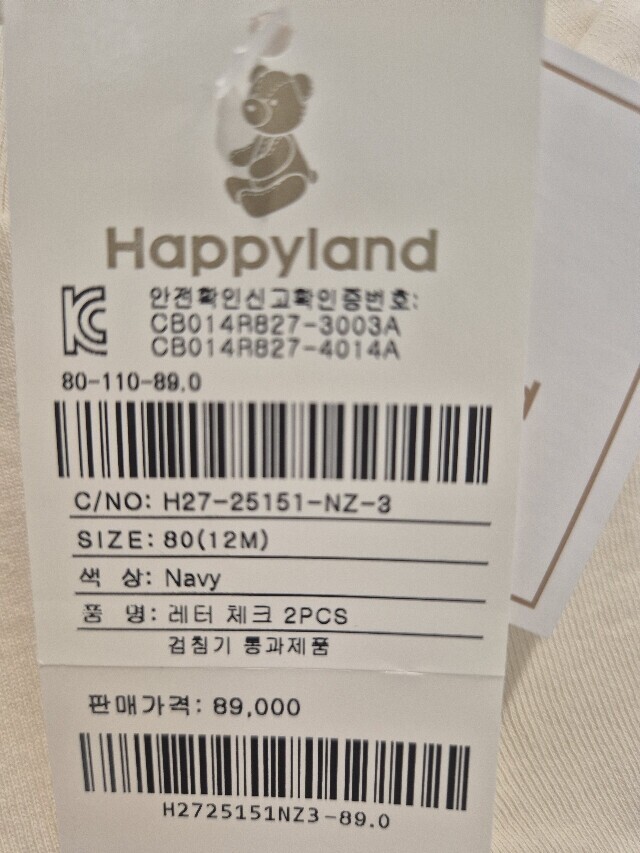 Happyland
안전확인신고확인증번호:
CB014R827-3003A
CB014R827-4014A
80-110-89.0
C/NO: H27-25151-NZ-3
SIZE: 80(12M)
색 상: Navy
품 명: 레터 체크 2PCS
검침기 통과제품
판매가격: 89,000
H2725151NZ3-89.0